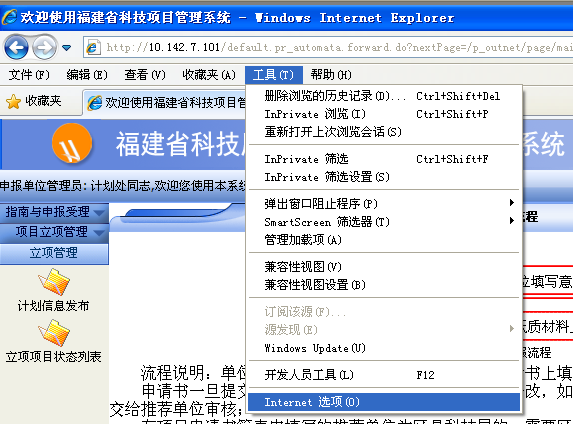 欢迎使用福建省科技项目管理系统 - Windows Internet Explorer
http://10.142.7.101/default.pr_automata.forward.do?nextPage=/p_outnet/page/mai
文件(F) 编辑(E) 查看(V) 收藏夹(A) 工具(T) 帮助(H)
收藏夹 欢迎使用福建省科技项目管
删除浏览的历史记录(D)... Ctrl+Shift+Del
InPrivate 浏览(I) Ctrl+Shift+P
重新打开上次浏览会话(S)
InPrivate 筛选 Ctrl+Shift+F
InPrivate 筛选设置(S)
弹出窗口阻止程序(P)
SmartScreen 筛选器(T)
管理加载项(A)
兼容性视图(V)
兼容性视图设置(B)
订阅该源(F)...
源发现(E)
Windows Update(U)
开发人员工具(L) F12
Internet 选项(O)
福建省科技 系统
申报单位管理员: 计划处同志,欢迎您使用本系统
指南与申报受理
项目立项管理
立项管理
计划信息发布
立项项目状态列表
流程
位填写意
纸质材料
流程
流程说明: 单位 书上填
申请书一旦提交 改, 如
交给推荐单位审核;